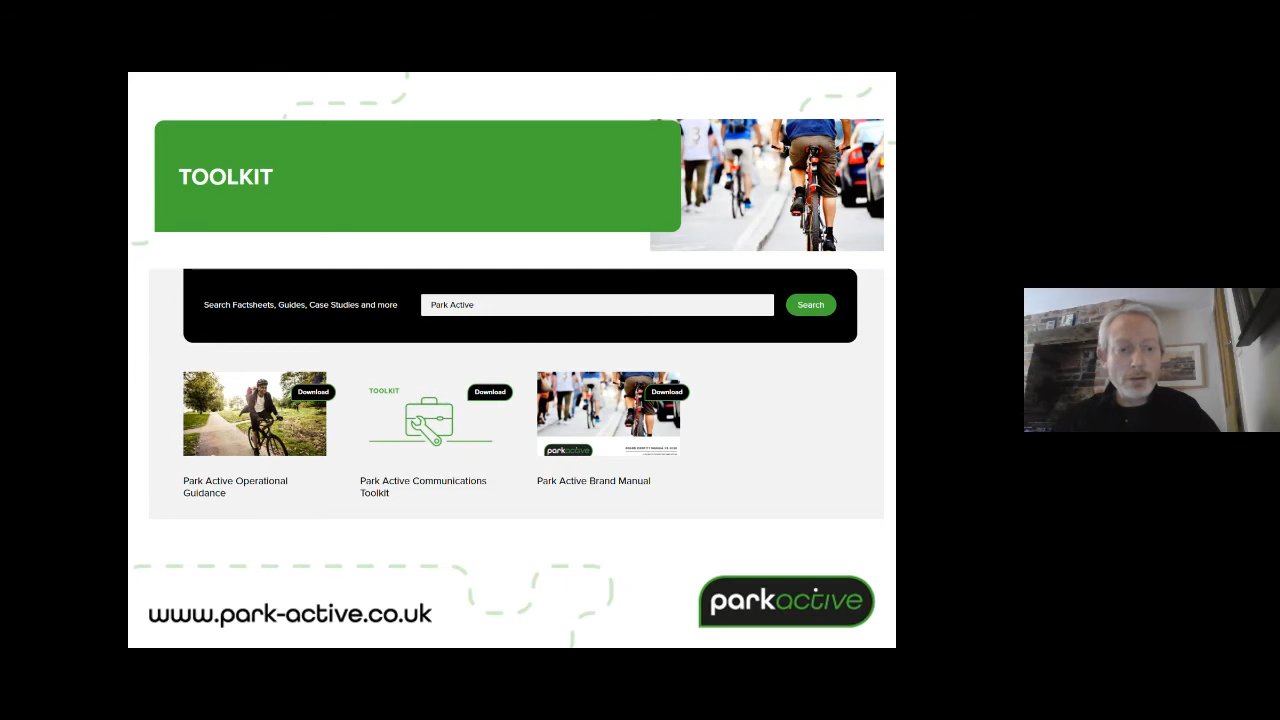 TOOLKIT
3
Search Factsheets, Guides, Case Studies and more
Park Active
Search
Download
TOOLKIT
Download
Download
parkactive
Park Active Operational
Guidance
Park Active Communications
Toolkit
Park Active Brand Manual
www.park-active.co.uk
parkactive